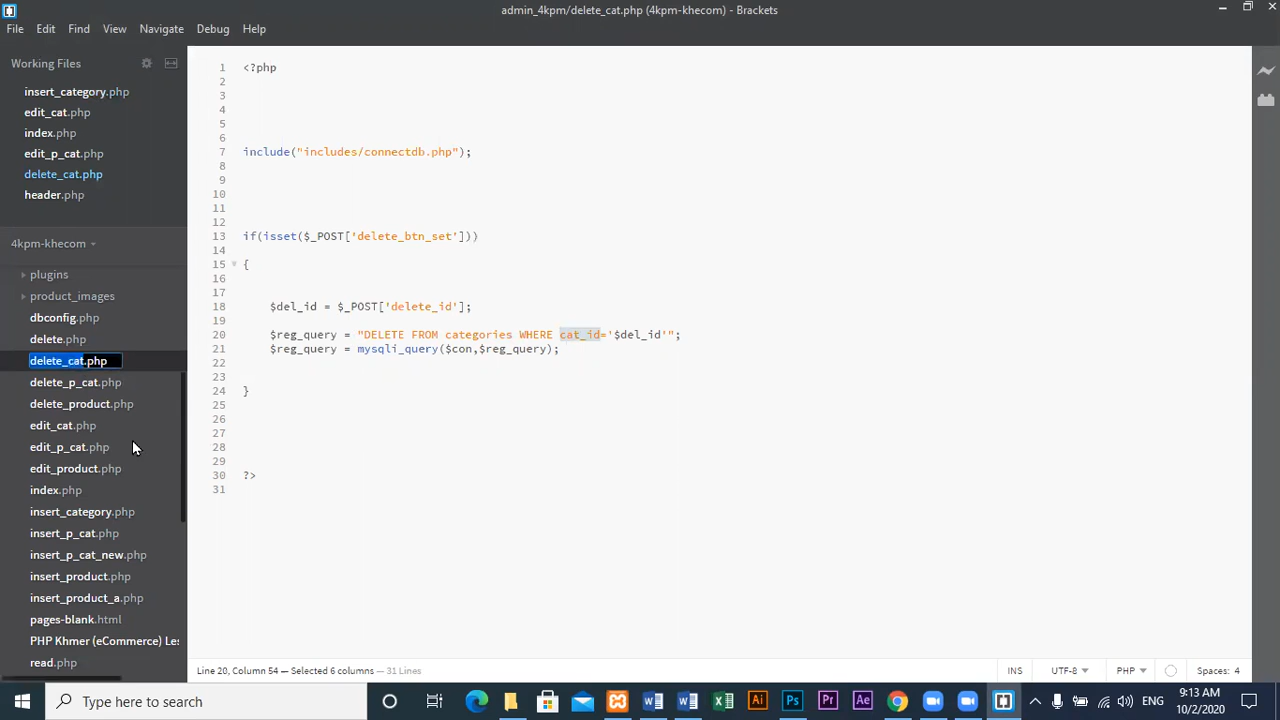 admin_4kpm/delete_cat.php (4kpm-khecom) - Brackets
File Edit Find View Navigate Debug Help
Working Files
insert_category.php
edit_cat.php
index.php
edit_p_cat.php
delete_cat.php
header.php
4kpm-khecom
plugins
product_images
dbconfig.php
delete.php
delete_cat.php
delete_p_cat.php
delete_product.php
edit_cat.php
edit_p_cat.php
edit_product.php
index.php
insert_category.php
insert_p_cat.php
insert_p_cat_new.php
insert_product.php
insert_product_a.php
pages-blank.html
PHP Khmer (eCommerce) Les
read.php
1 <?php
2
3
4
5
6
7 include("includes/connectdb.php");
8
9
10
11
12
13 if(isset($_POST['delete_btn_set']))
14
15 {
16
17
18 $del_id = $_POST['delete_id'];
19
20 $reg_query = "DELETE FROM categories WHERE cat_id='$del_id'";
21 $reg_query = mysqli_query($con,$reg_query);
22
23
24 }
25
26
27
28
29
30 ?>
31
Line 20, Column 54 — Selected 6 columns — 31 Lines
INS UTF-8 PHP Spaces: 4
Type here to search
Ai Ps Pr Ae
ENG
9:13 AM
10/2/2020